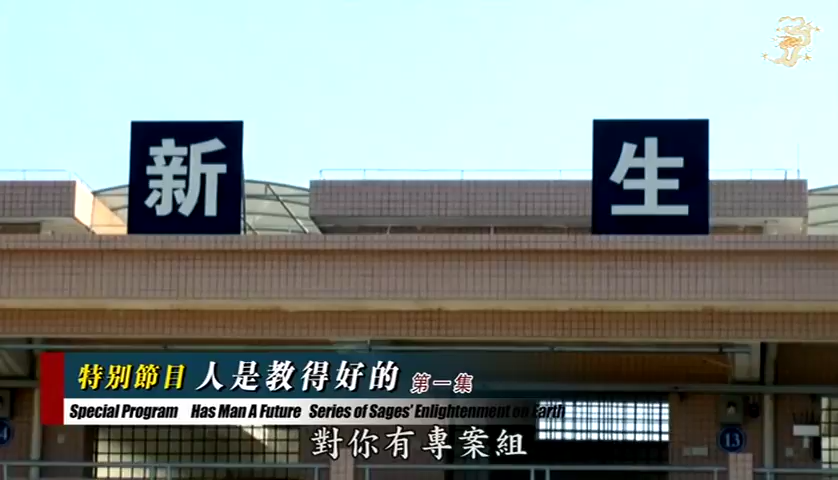 新 生
特別節目 人是教得好的 第一集
Special Program Has Man A Future Series of Sages' Enlightenment on Earth
4 13
對你有專案組